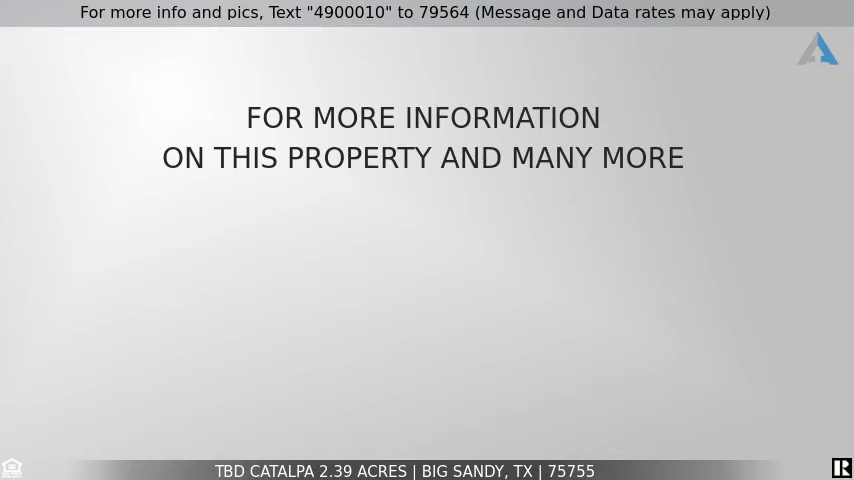 For more info and pics, Text "4900010" to 79564 (Message and Data rates may apply)
FOR MORE INFORMATION
ON THIS PROPERTY AND MANY MORE
TBD CATALPA 2.39 ACRES | BIG SANDY, TX | 75755